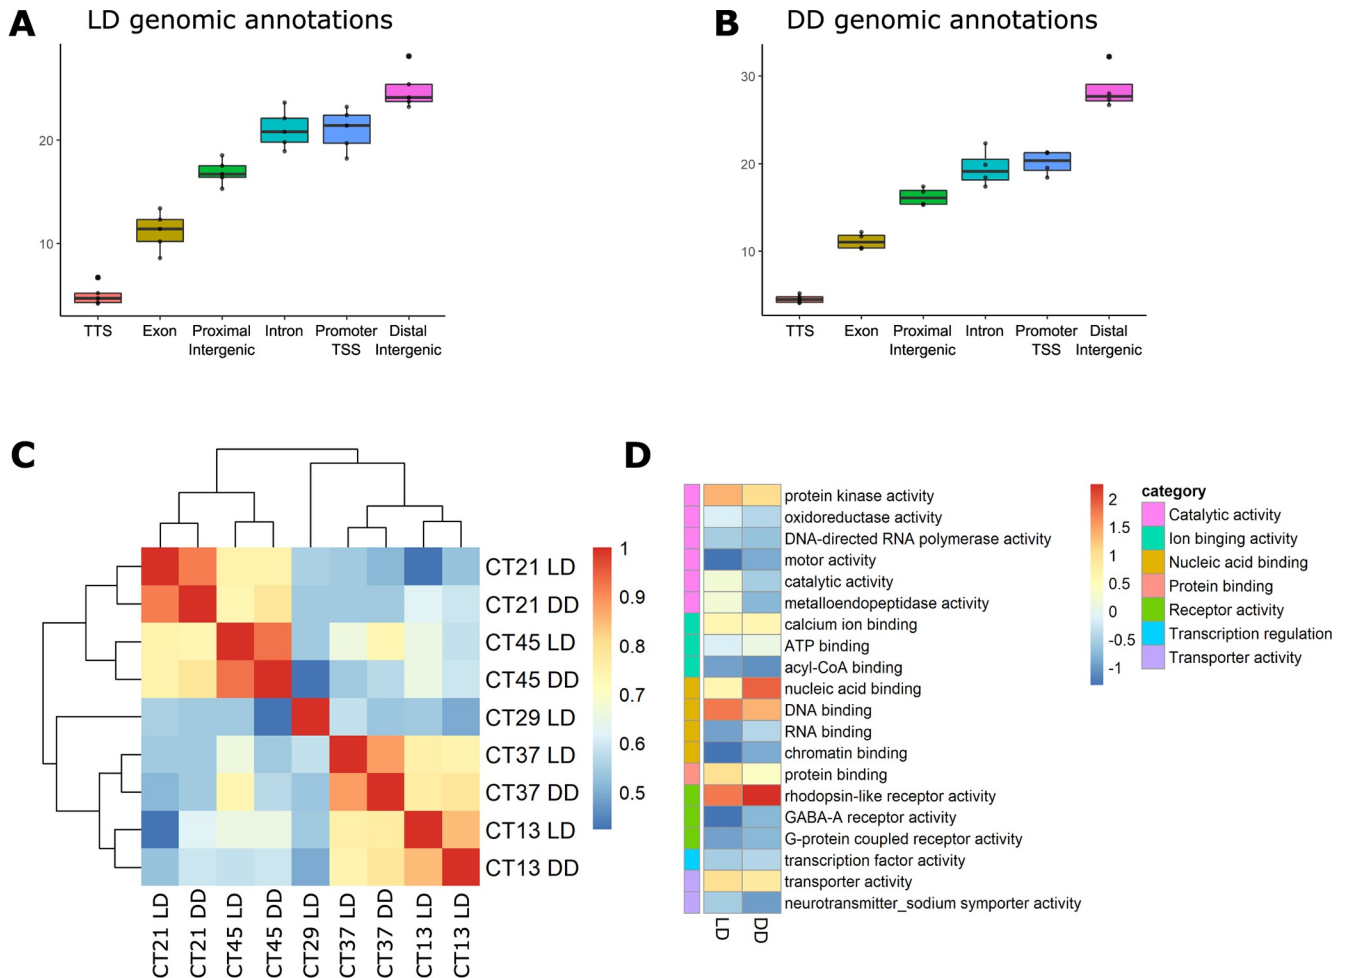 A
LD genomic annotations
20
10
TTS
Exon
Proximal
Intergenic
Intron
Promoter
TSS
Distal
Intergenic
B
DD genomic annotations
30
20
10
TTS
Exon
Proximal
Intergenic
Intron
Promoter
TSS
Distal
Intergenic
C
CT21 LD
CT21 DD
CT45 LD
CT45 DD
CT29 LD
CT37 LD
CT37 DD
CT13 LD
CT13 DD
1
0.9
0.8
0.7
0.6
0.5
CT21 LD
CT21 DD
CT45 LD
CT45 DD
CT29 LD
CT37 LD
CT37 DD
CT13 LD
CT13 LD
D
protein kinase activity
oxidoreductase activity
DNA-directed RNA polymerase activity
motor activity
catalytic activity
metalloendopeptidase activity
calcium ion binding
ATP binding
acyl-CoA binding
nucleic acid binding
DNA binding
RNA binding
chromatin binding
protein binding
rhodopsin-like receptor activity
GABA-A receptor activity
G-protein coupled receptor activity
transcription factor activity
transporter activity
neurotransmitter_sodium symporter activity
LD
DD
2
1.5
1
0.5
0
-0.5
-1
category
Catalytic activity
Ion binging activity
Nucleic acid binding
Protein binding
Receptor activity
Transcription regulation
Transporter activity